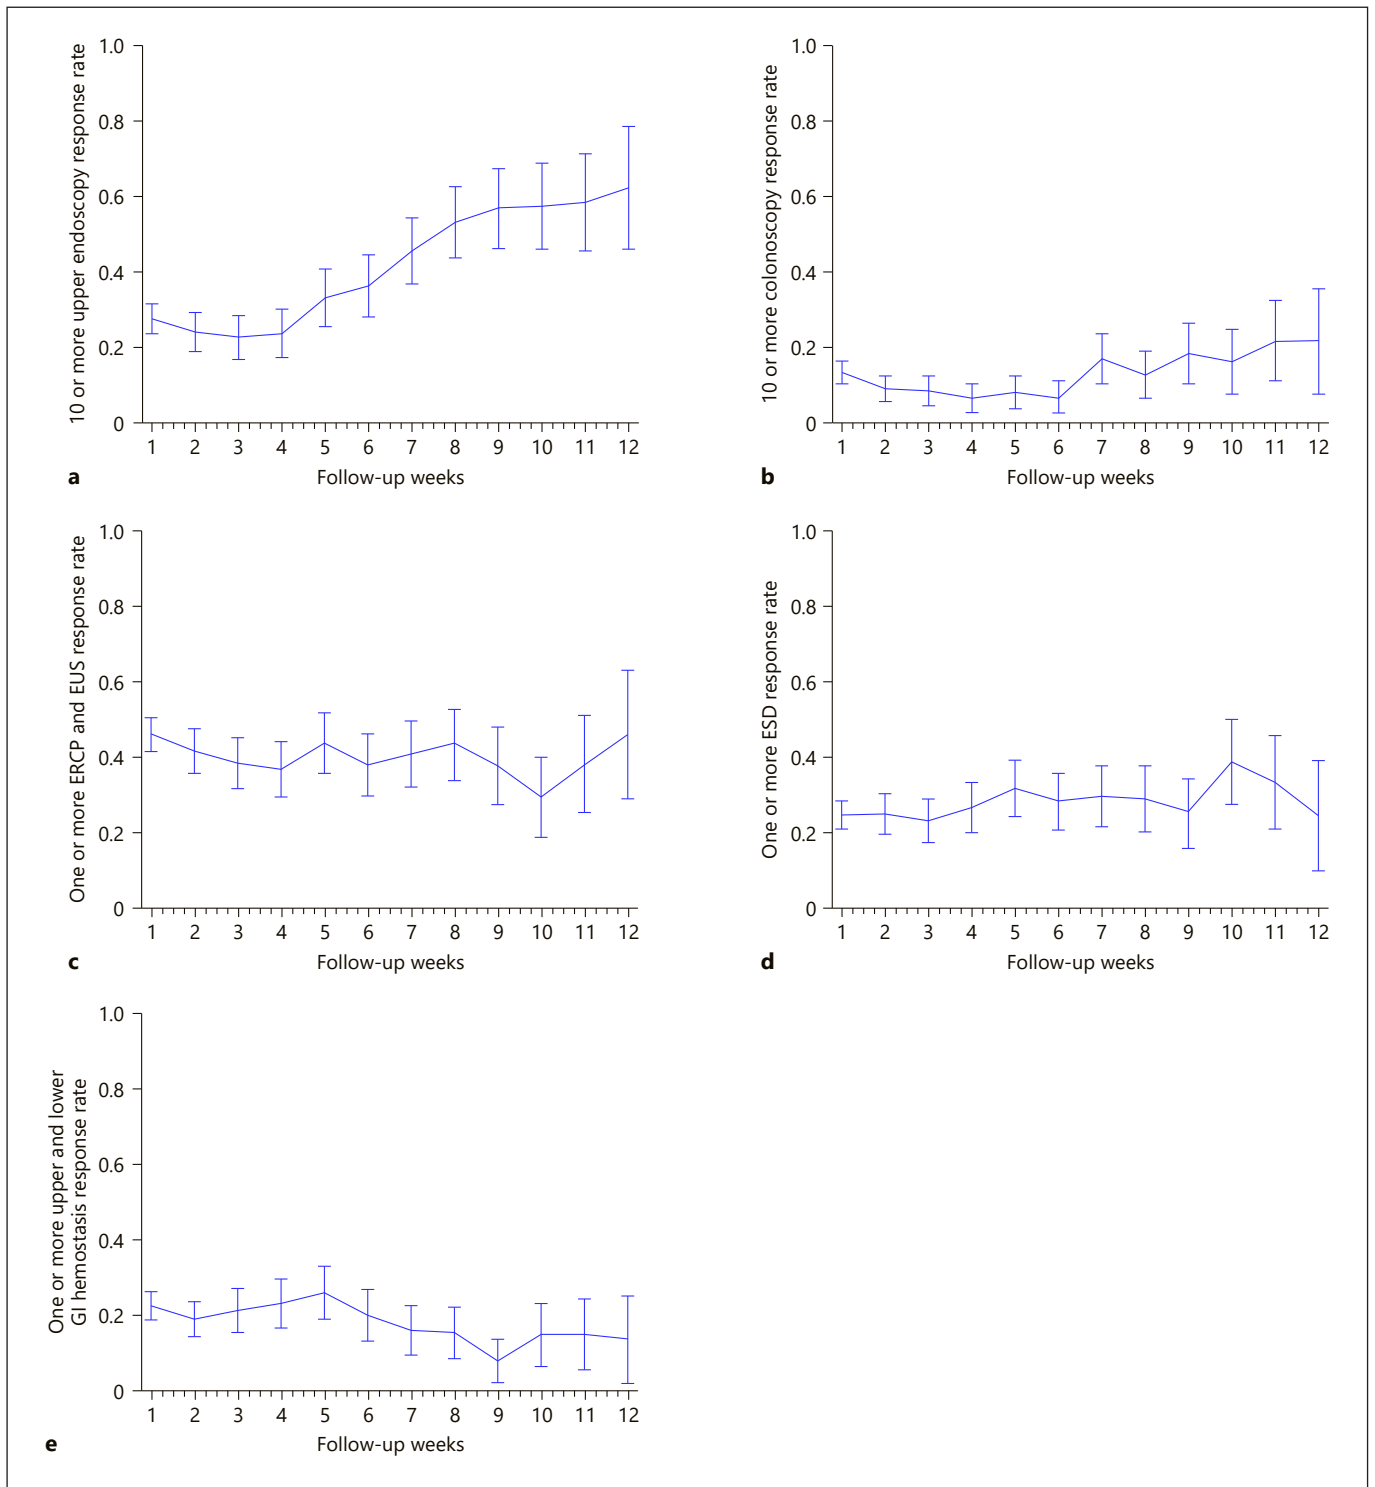 10 or more upper endoscopy response rate
1.0
0.8
0.6
0.4
0.2
0
1 2 3 4 5 6 7 8 9 10 11 12
Follow-up weeks
a
10 or more colonoscopy response rate
1.0
0.8
0.6
0.4
0.2
0
1 2 3 4 5 6 7 8 9 10 11 12
Follow-up weeks
b
One or more ERCP and EUS response rate
1.0
0.8
0.6
0.4
0.2
0
1 2 3 4 5 6 7 8 9 10 11 12
Follow-up weeks
c
One or more ESD response rate
1.0
0.8
0.6
0.4
0.2
0
1 2 3 4 5 6 7 8 9 10 11 12
Follow-up weeks
d
One or more upper and lower
GI hemostasis response rate
1.0
0.8
0.6
0.4
0.2
0
1 2 3 4 5 6 7 8 9 10 11 12
Follow-up weeks
e